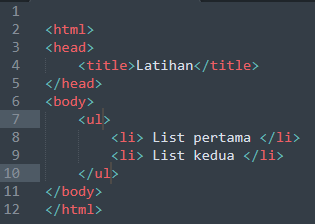 1
2 <html>
3 <head>
4 <title>Latihan</title>
5 </head>
6 <body>
7 <ul>
8 <li> List pertama </li>
9 <li> List kedua </li>
10 </ul>
11 </body>
12 </html>